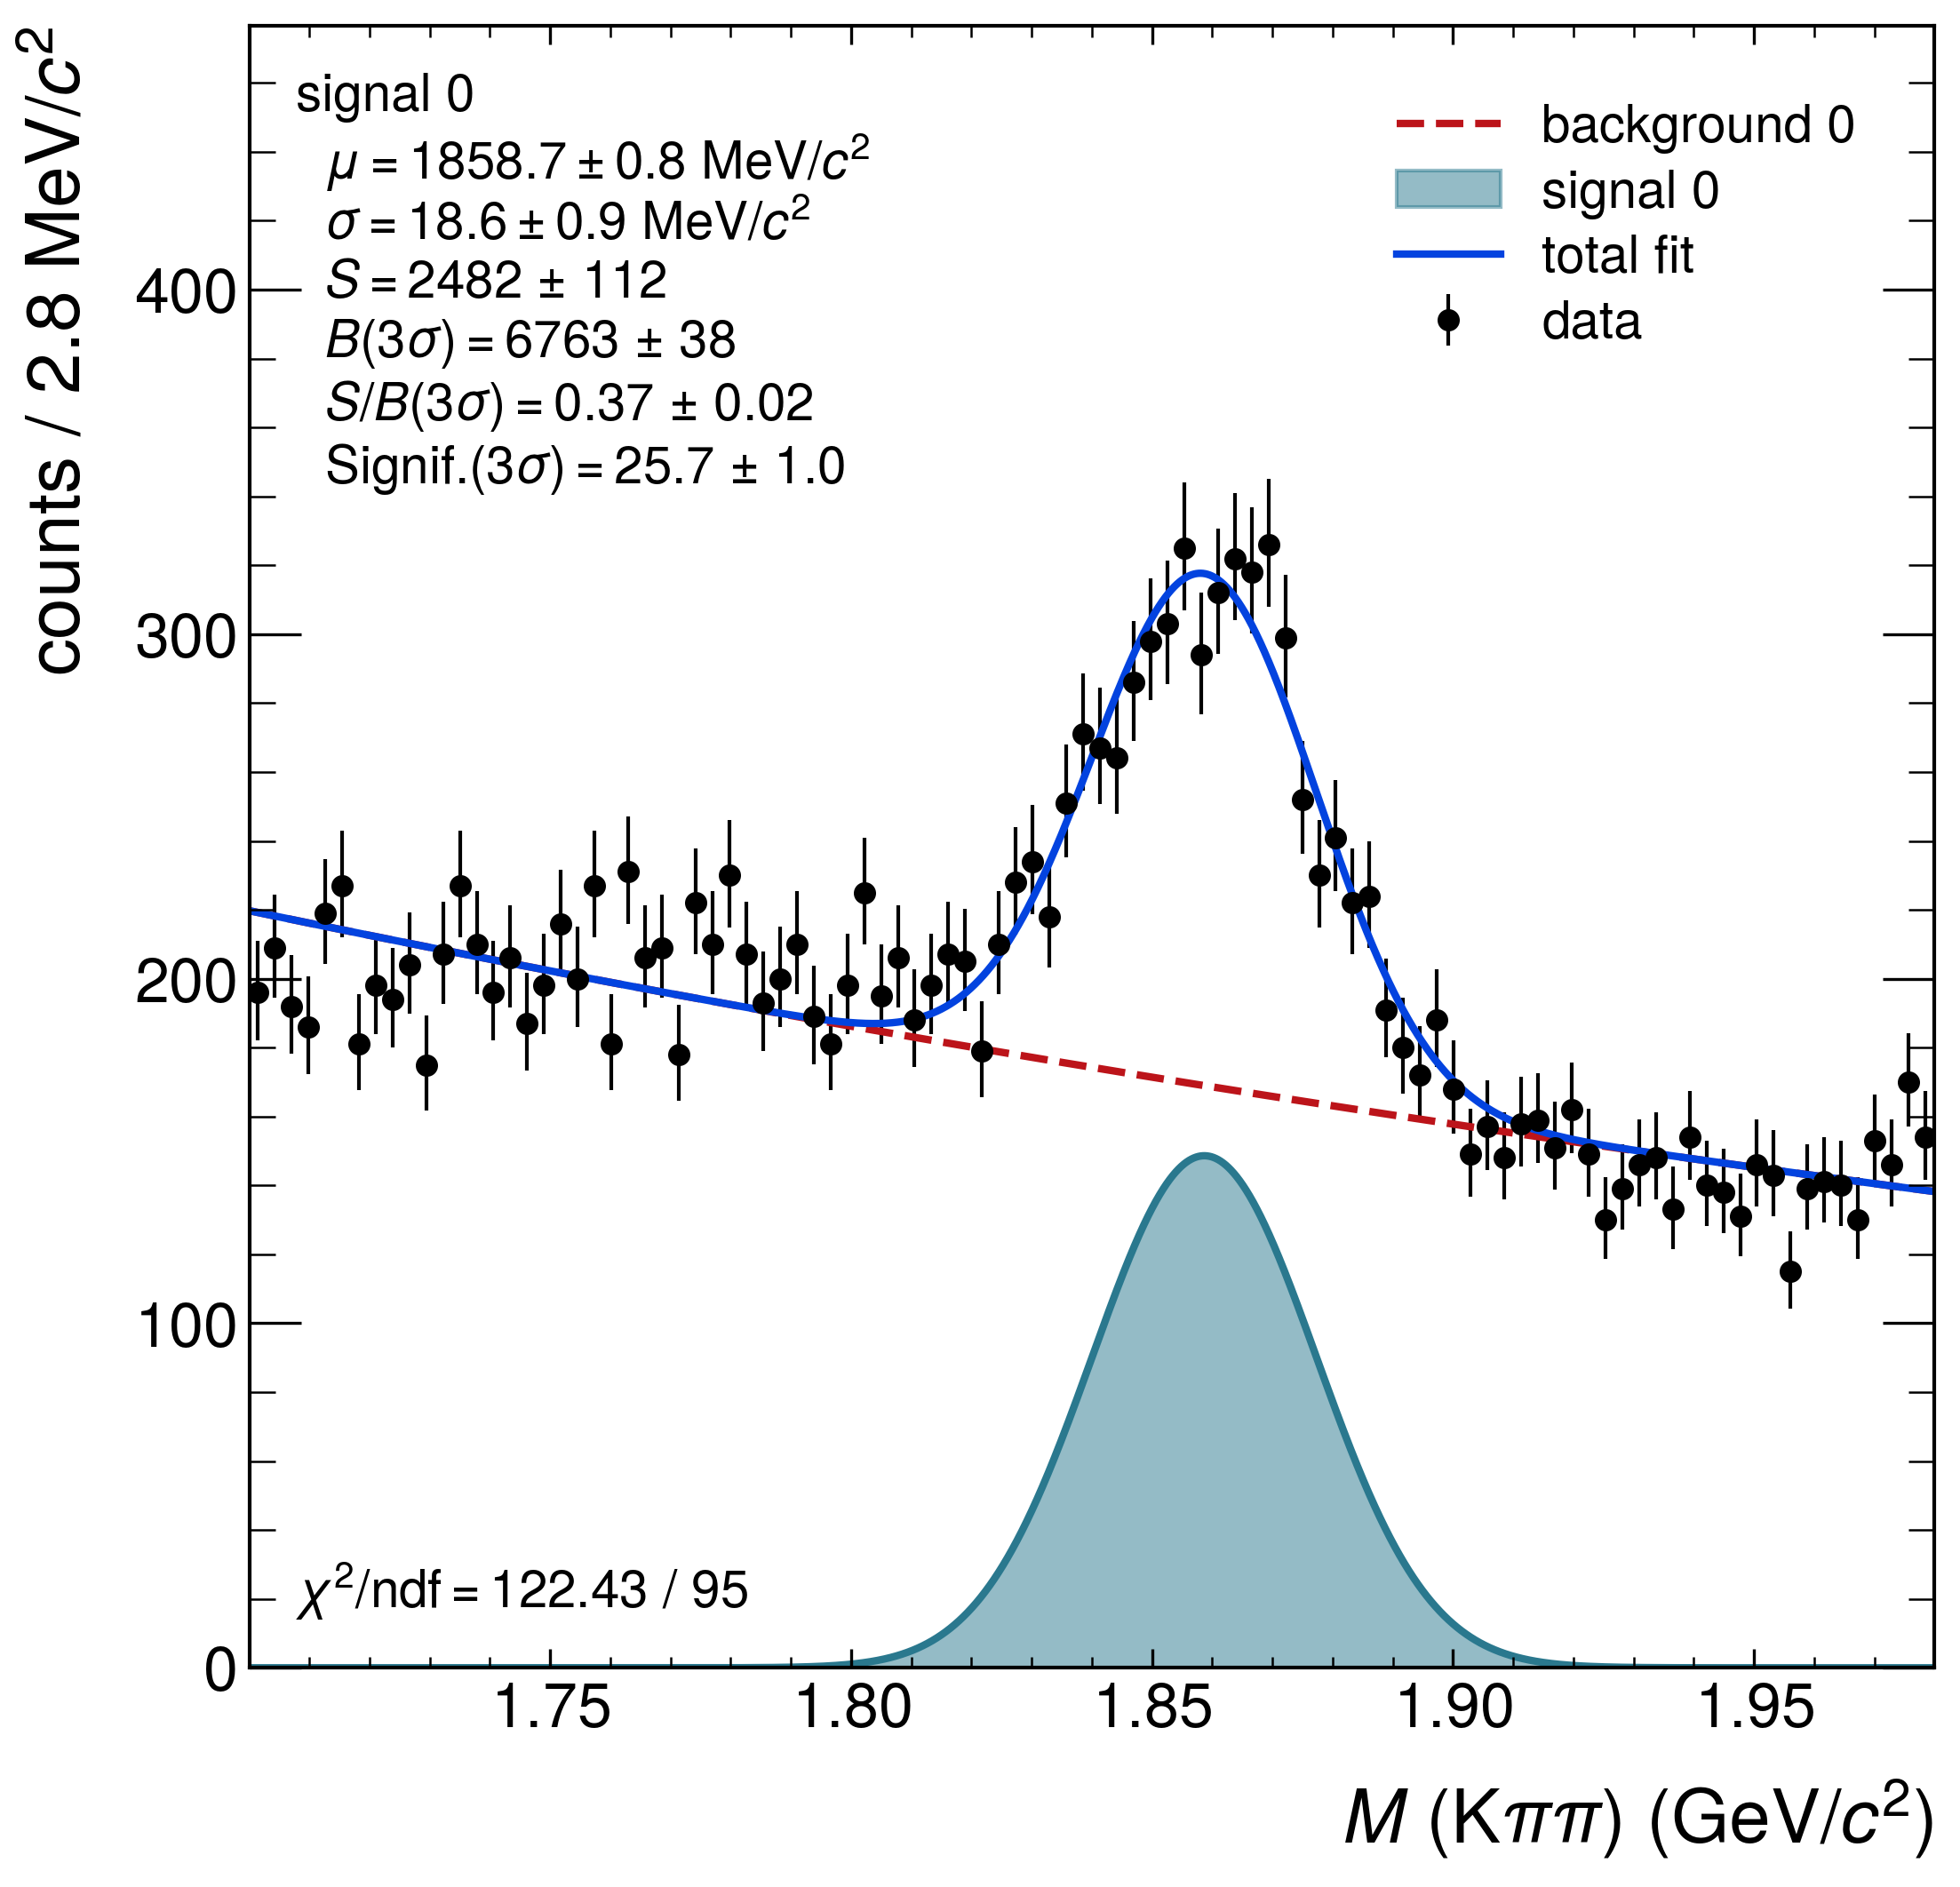 counts / 2.8 MeV/c²
signal 0
μ = 1858.7 ± 0.8 MeV/c²
σ = 18.6 ± 0.9 MeV/c²
S = 2482 ± 112
B(3σ) = 6763 ± 38
S/B(3σ) = 0.37 ± 0.02
Signif.(3σ) = 25.7 ± 1.0
background 0
signal 0
total fit
data
400
300
200
100
0
χ²/ndf = 122.43 / 95
1.75 1.80 1.85 1.90 1.95
M (Kππ) (GeV/c²)